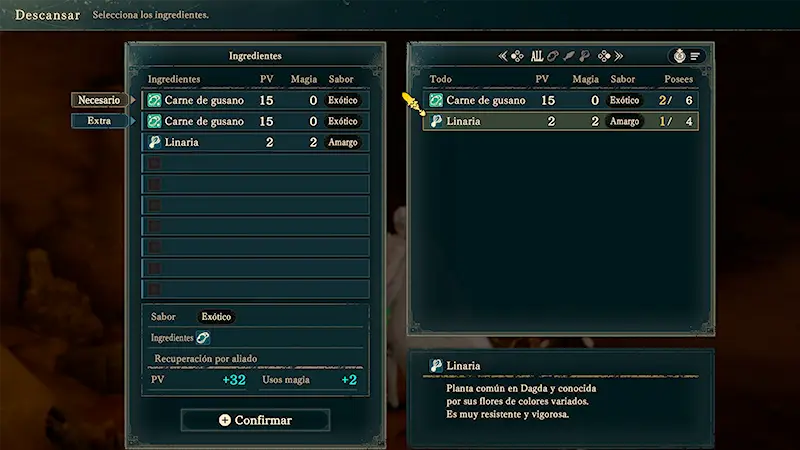 Descansar Selecciona los ingredientes.
Ingredientes
Ingredientes PV Magia Sabor
Necesario Carne de gusano 15 0 Exótico
Extra Carne de gusano 15 0 Exótico
Linaria 2 2 Amargo
Sabor Exótico
Ingredientes
Recuperación por aliado
PV +32 Usos magia +2
Confirmar
ALL
Todo PV Magia Sabor Posees
Carne de gusano 15 0 Exótico 2/ 6
Linaria 2 2 Amargo 1/ 4
Linaria
Planta común en Dagda y conocida
por sus flores de colores variados.
Es muy resistente y vigorosa.